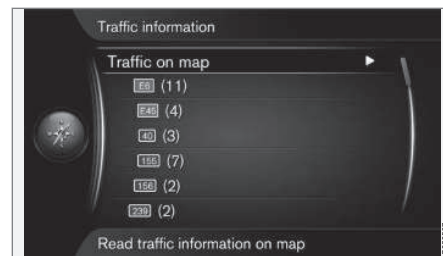 Traffic information
Traffic on map
E6 (11)
E45 (4)
40 (3)
155 (7)
156 (2)
239 (2)
Read traffic information on map